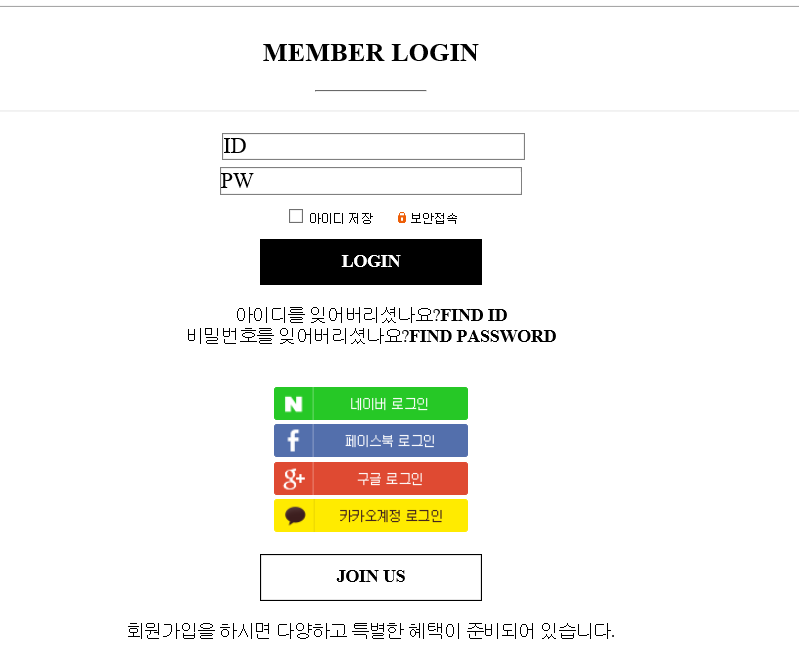 MEMBER LOGIN
ID
PW
아이디 저장 보안접속
LOGIN
아이디를 잊어버리셨나요?FIND ID
비밀번호를 잊어버리셨나요?FIND PASSWORD
N 네이버 로그인
f 페이스북 로그인
g+ 구글 로그인
카카오계정 로그인
JOIN US
회원가입을 하시면 다양하고 특별한 혜택이 준비되어 있습니다.